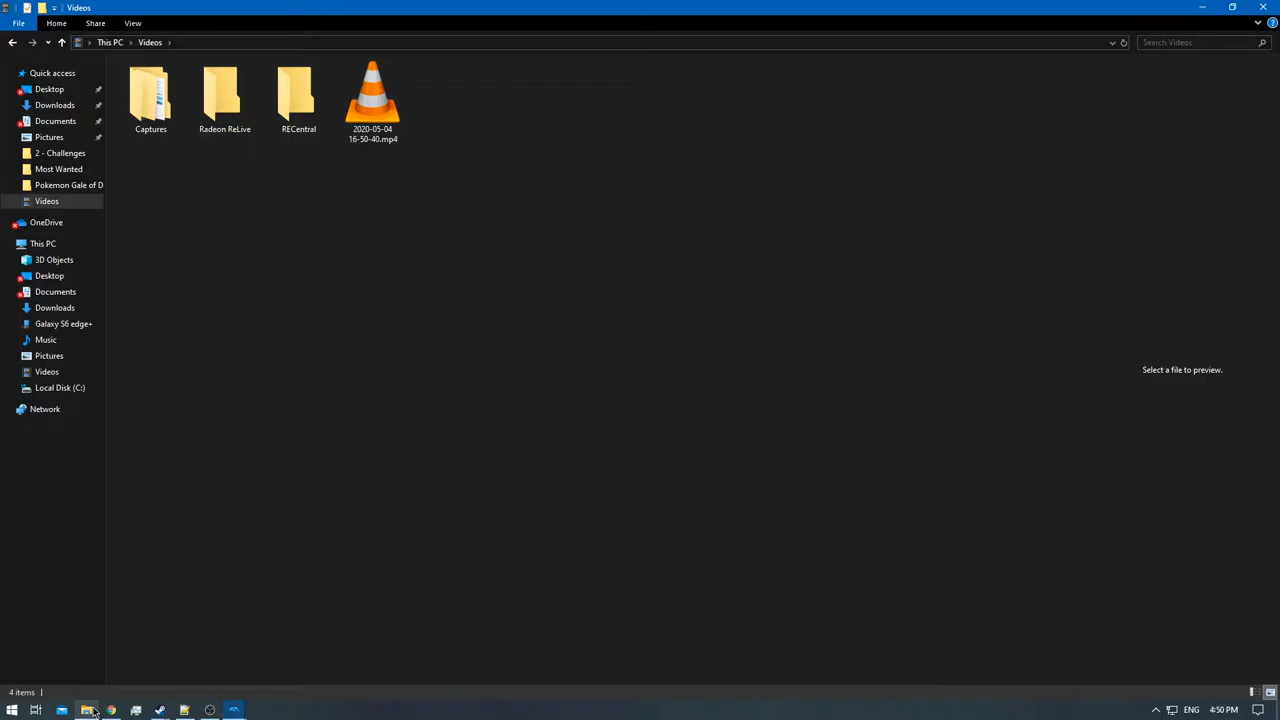 Videos
File Home Share View
This PC Videos
Search Videos
Quick access
Desktop
Downloads
Documents
Pictures
2 - Challenges
Most Wanted
Pokemon Gale of D
Videos
OneDrive
This PC
3D Objects
Desktop
Documents
Downloads
Galaxy S6 edge+
Music
Pictures
Videos
Local Disk (C:)
Network
Captures
Radeon ReLive
RECentral
2020-05-04
16-50-40.mp4
Select a file to preview.
4 items
ENG 4:50 PM